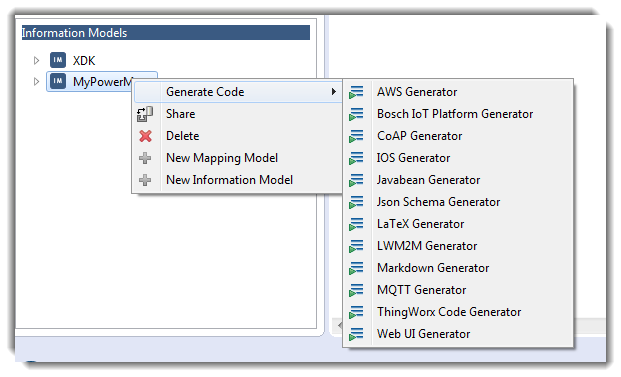 Information Models
IM XDK
IM MyPowerM
Generate Code
Share
Delete
New Mapping Model
New Information Model
AWS Generator
Bosch IoT Platform Generator
CoAP Generator
IOS Generator
Javabean Generator
Json Schema Generator
LaTeX Generator
LWM2M Generator
Markdown Generator
MQTT Generator
ThingWorx Code Generator
Web UI Generator